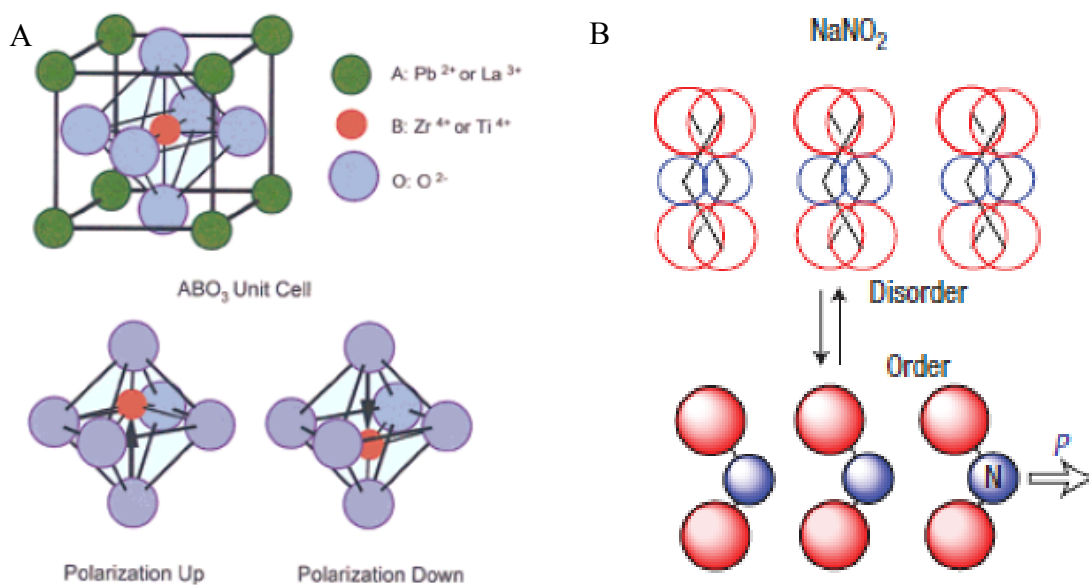 A
A: Pb 2+ or La 3+
B: Zr 4+ or Ti 4+
O: O 2-
ABO3 Unit Cell
Polarization Up
Polarization Down
B
NaNO2
Disorder
Order
N
P